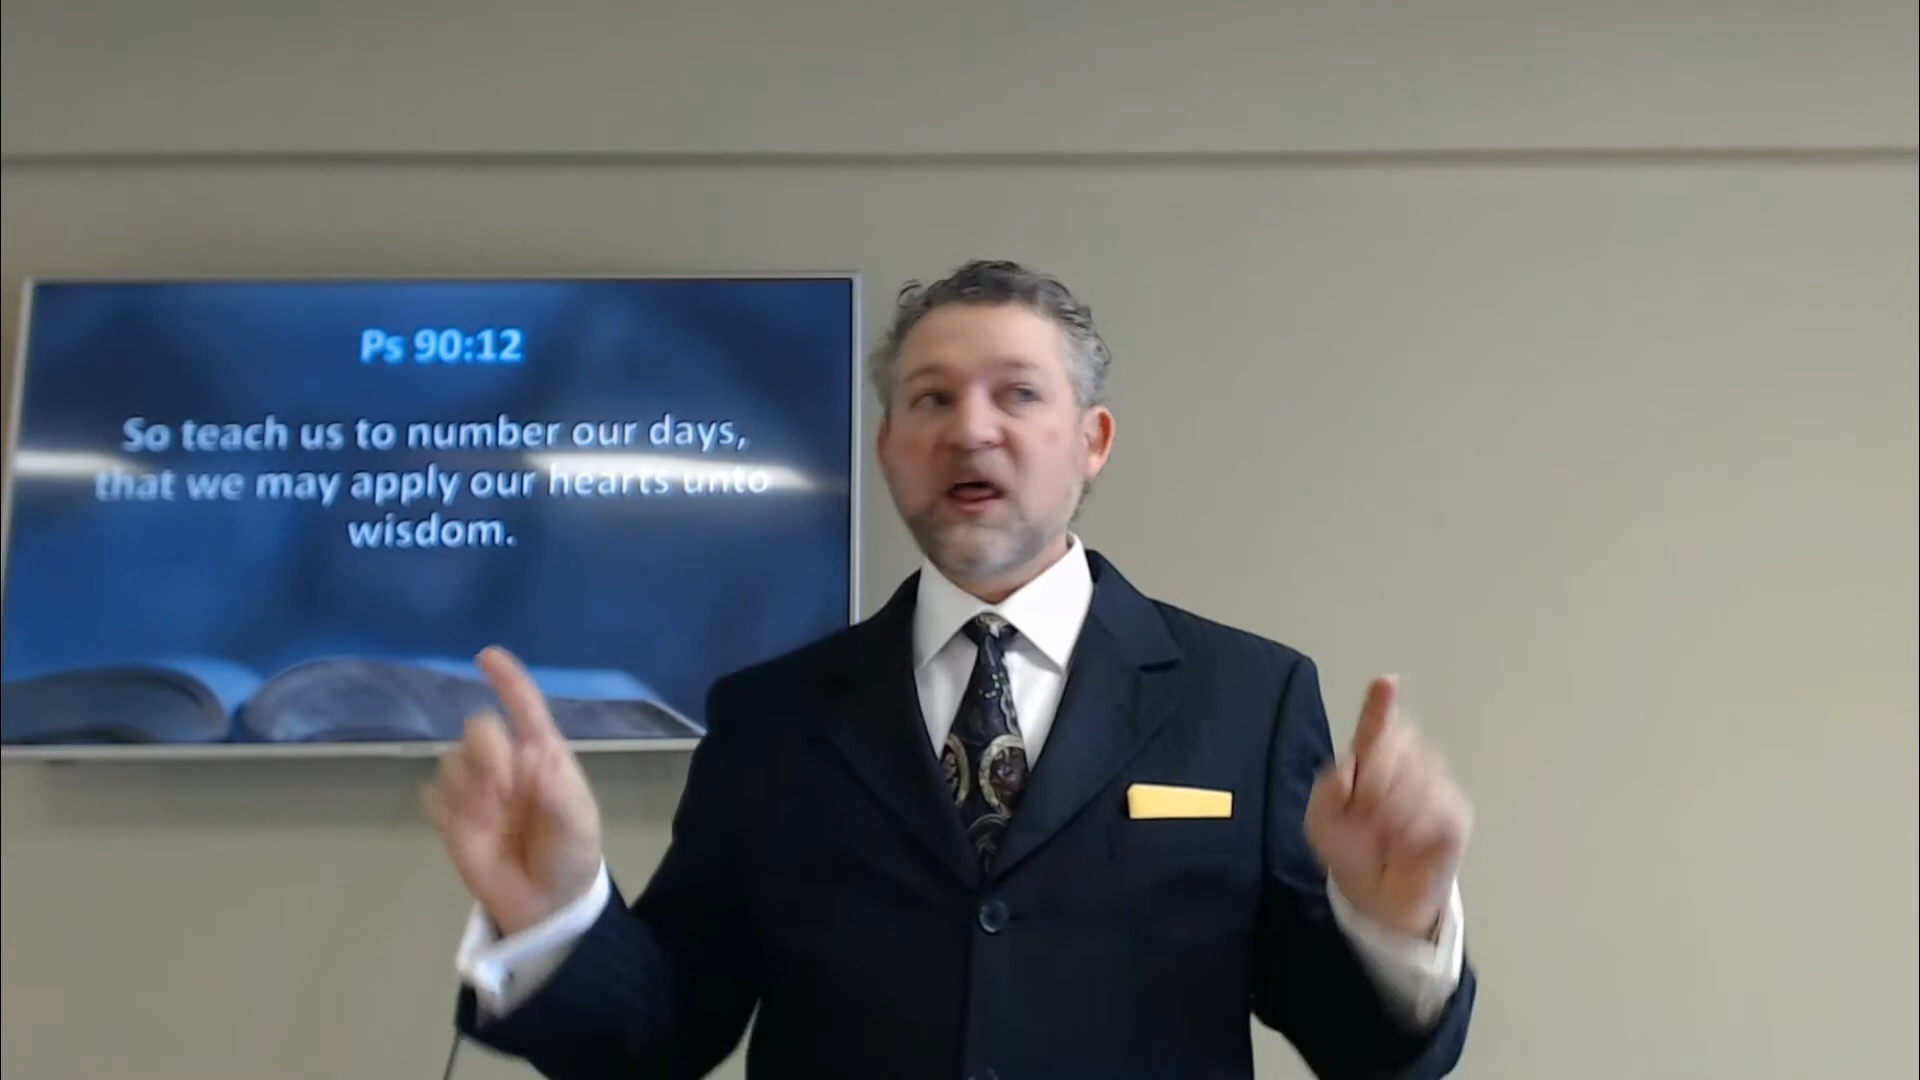 Ps 90:12
So teach us to number our days,
that we may apply our hearts unto
wisdom.